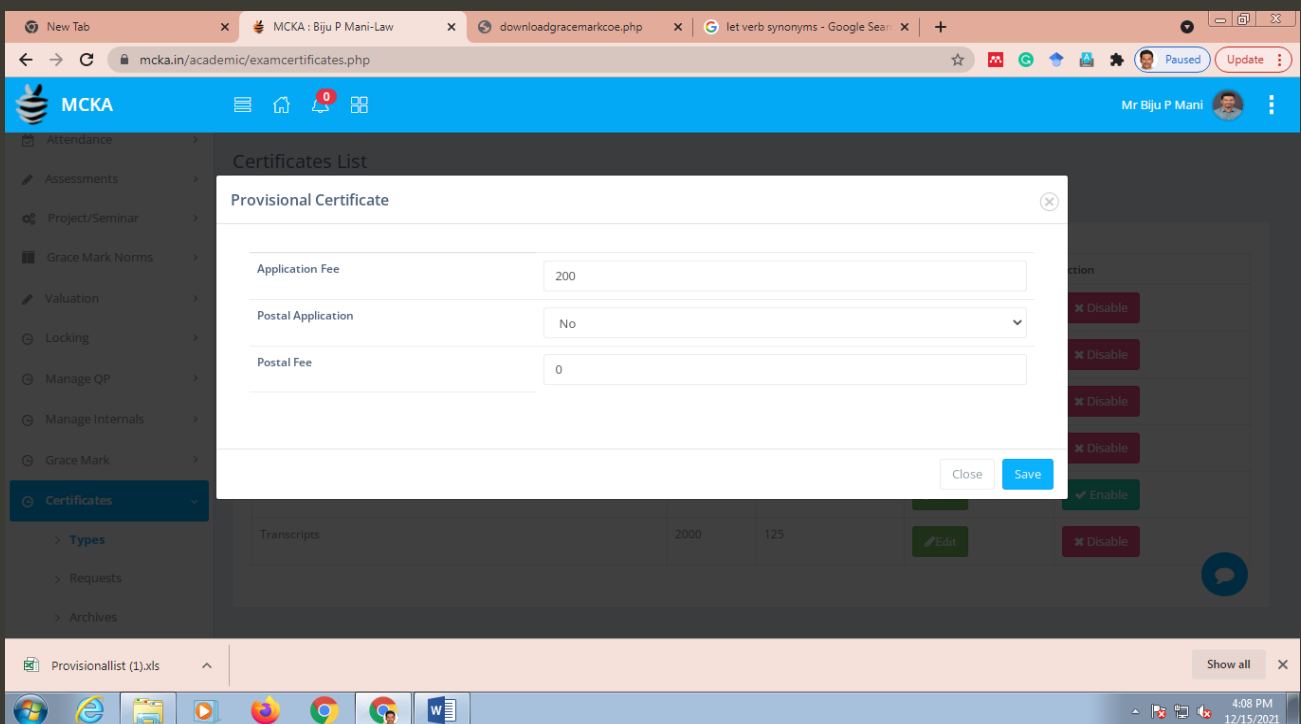 New Tab
MCKA : Biju P Mani-Law
downloadgracemarkcoe.php
let verb synonyms - Google Sear
mcka.in/academic/examcertificates.php
Paused
Update
MCKA
0
Mr Biju P Mani
Attendance
Certificates List
Assessments
Provisional Certificate
Project/Seminar
Grace Mark Norms
Application Fee
200
ction
Valuation
Disable
Postal Application
No
Locking
Disable
Postal Fee
0
Manage QP
Disable
Manage Internals
Disable
Grace Mark
Close
Save
Certificates
Enable
Types
Transcripts
2000
125
Edit
Disable
Requests
Archives
Provisionallist (1).xls
Show all
W
4:08 PM
12/15/2021